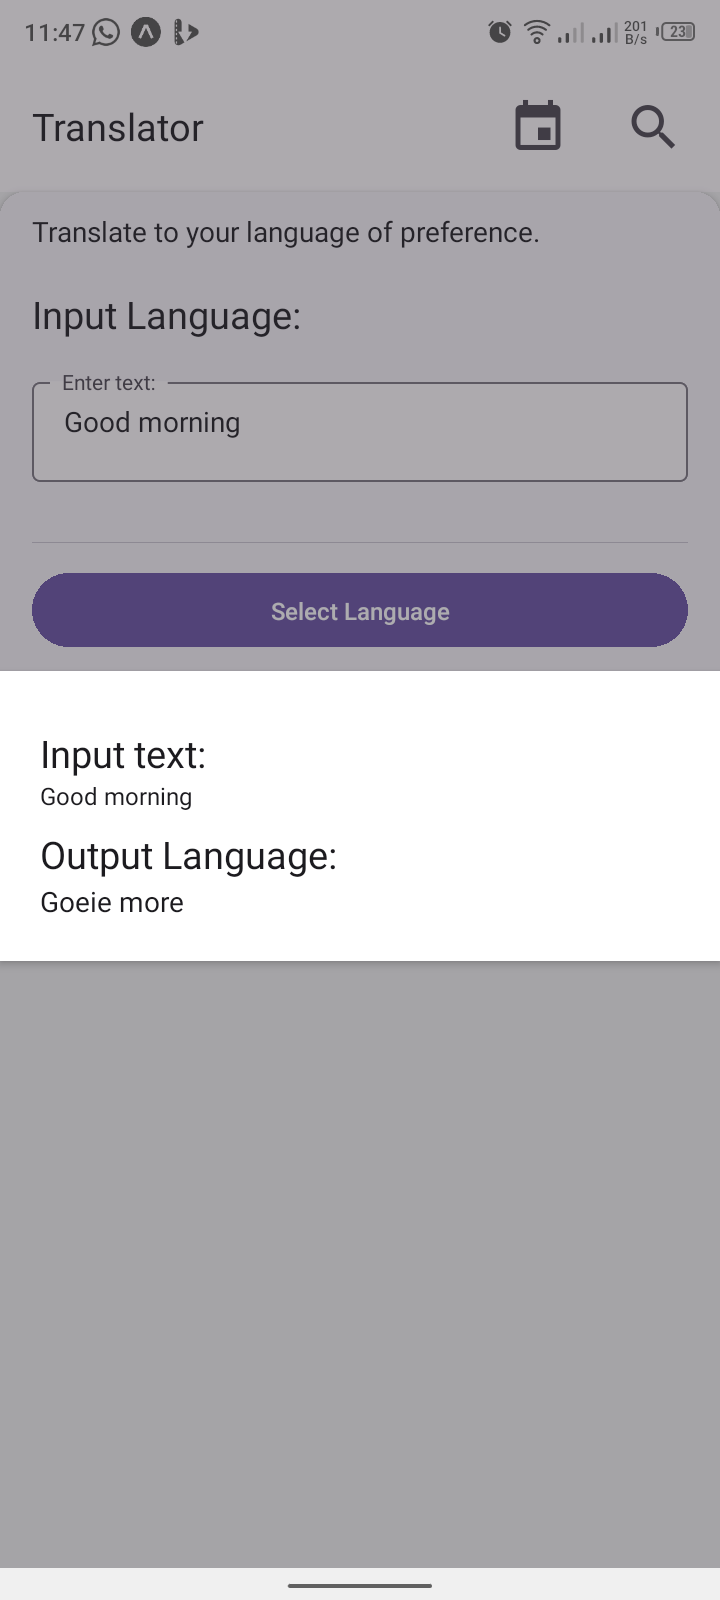 11:47
201
B/s
23
Translator
Translate to your language of preference.
Input Language:
Enter text:
Good morning
Select Language
Input text:
Good morning
Output Language:
Goeie more